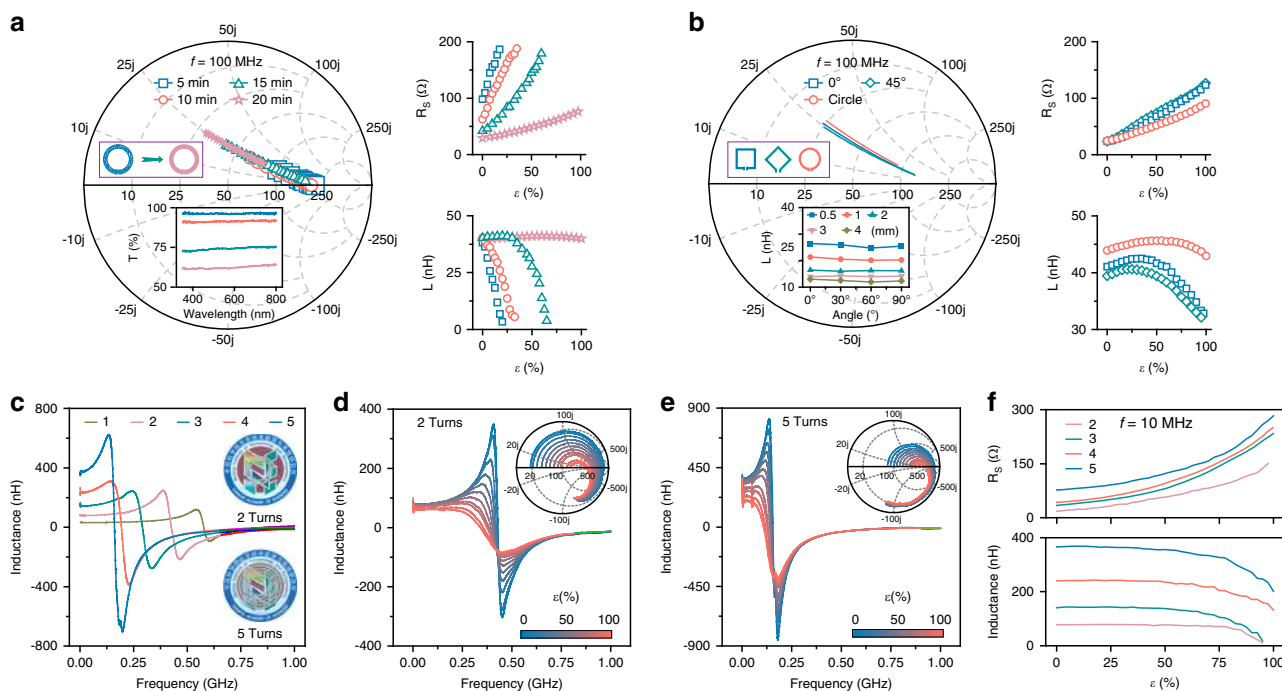 a
50j
25j
100j
f = 100 MHz
5 min
15 min
10 min
20 min
10j
250j
10
25
50
100
250
-10j
-250j
-25j
-100j
-50j
100
75
50
T (%)
400
600
800
Wavelength (nm)
200
100
0
RS (Ω)
0
50
100
ε (%)
50
25
0
L (nH)
0
50
100
ε (%)
b
50j
25j
100j
f = 100 MHz
0°
45°
Circle
10j
250j
10
25
50
100
250
-10j
-250j
-25j
-100j
-50j
40
25
10
L (nH)
0.5
1
2
3
4
(mm)
0°
30°
60°
90°
Angle (°)
200
100
0
RS (Ω)
0
50
100
ε (%)
50
40
30
L (nH)
0
50
100
ε (%)
c
800
400
0
-400
-800
Inductance (nH)
1
2
3
4
5
2 Turns
5 Turns
0.00
0.25
0.50
0.75
1.00
Frequency (GHz)
d
400
200
0
-200
-400
Inductance (nH)
2 Turns
100j
20j
500j
20
100
500
-20j
-500j
-100j
ε(%)
0
100
0.00
0.25
0.50
0.75
1.00
Frequency (GHz)
e
900
450
0
-450
-900
Inductance (nH)
5 Turns
100j
20j
500j
20
100
500
-20j
-500j
-100j
ε(%)
0
100
0.00
0.25
0.50
0.75
1.00
Frequency (GHz)
f
300
150
0
RS (Ω)
2
3
4
5
f = 10 MHz
400
200
0
Inductance (nH)
0
25
50
75
100
ε (%)